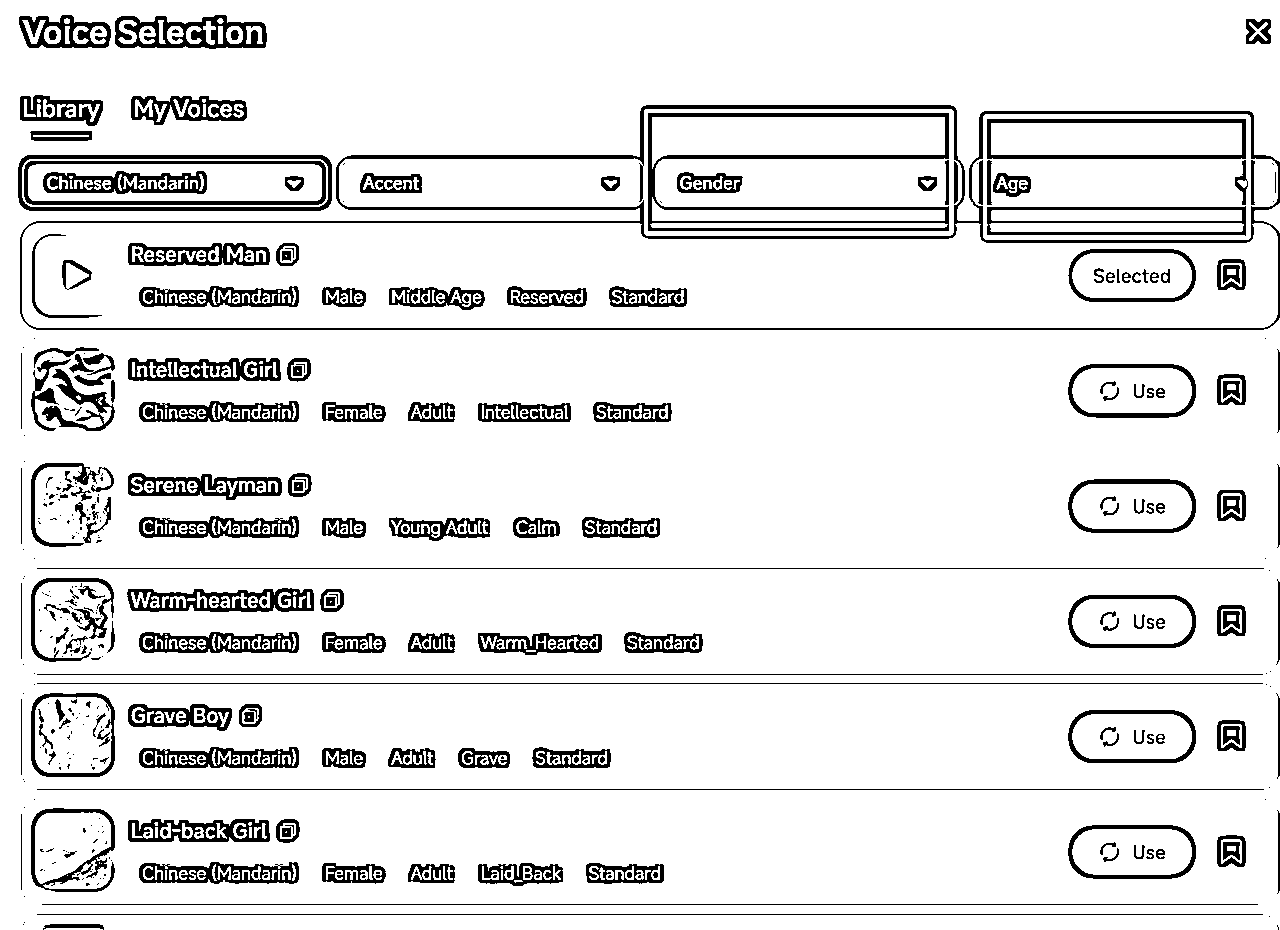 Voice Selection
Library My Voices
Chinese (Mandarin) Accent Gender Age
Reserved Man
Chinese (Mandarin) Male Middle Age Reserved Standard
Selected
Intellectual Girl
Chinese (Mandarin) Female Adult Intellectual Standard
Use
Serene Layman
Chinese (Mandarin) Male Young Adult Calm Standard
Use
Warm-hearted Girl
Chinese (Mandarin) Female Adult Warm_Hearted Standard
Use
Grave Boy
Chinese (Mandarin) Male Adult Grave Standard
Use
Laid-back Girl
Chinese (Mandarin) Female Adult Laid_Back Standard
Use